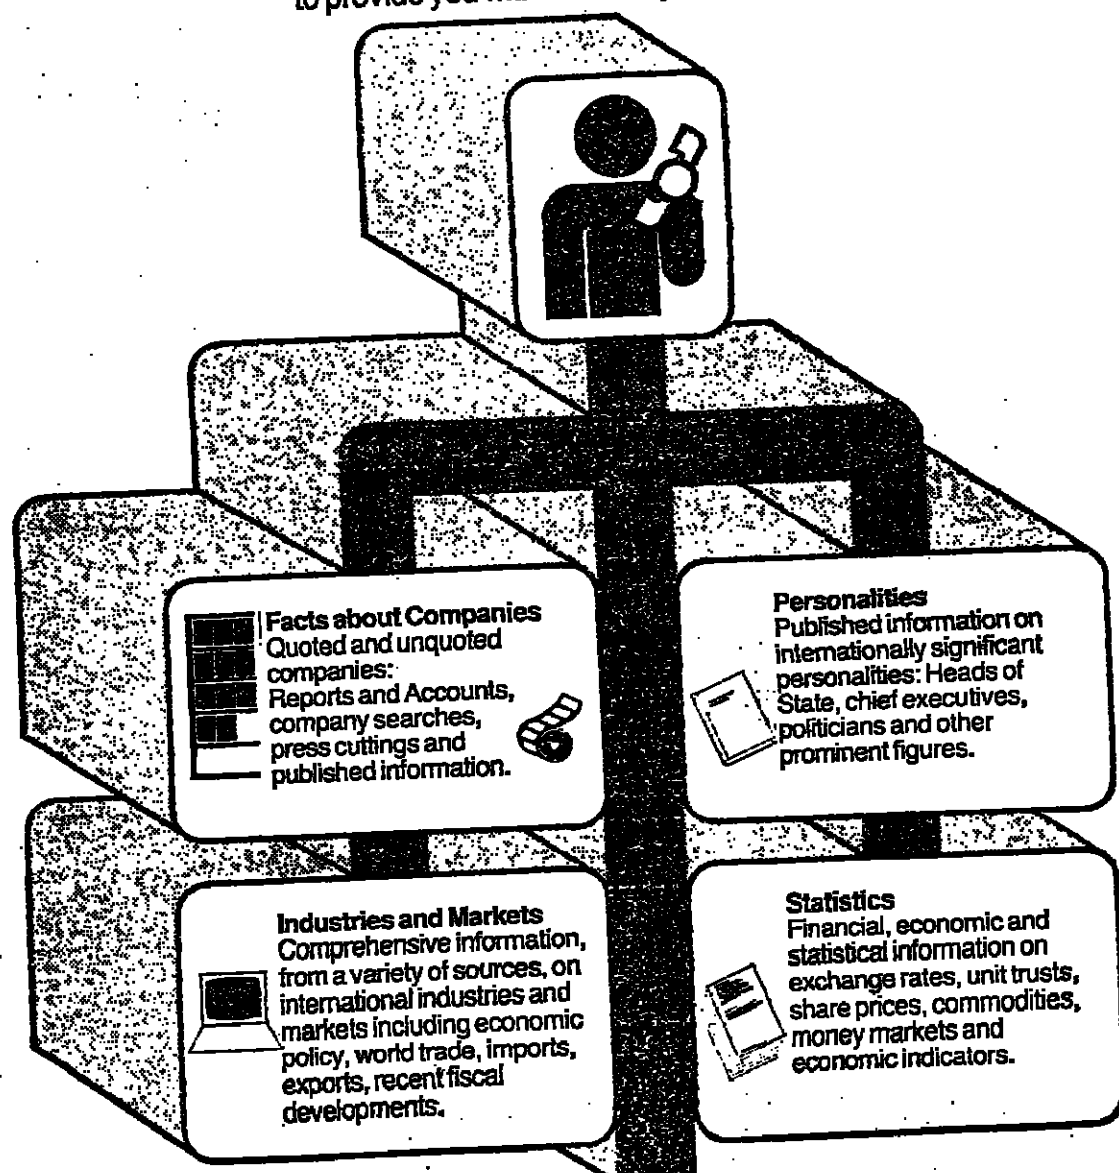 to provide you
Facts about Companies
Quoted and unquoted
companies:
Reports and Accounts,
company searches,
press cuttings and
published information.
Personalities
Published information on
internationally significant
personalities: Heads of
State, chief executives,
politicians and other
prominent figures.
Industries and Markets
Comprehensive information,
from a variety of sources, on
international industries and
markets including economic
policy, world trade, imports,
exports, recent fiscal
developments.
Statistics
Financial, economic and
statistical information on
exchange rates, unit trusts,
share prices, commodities,
money markets and
economic indicators.